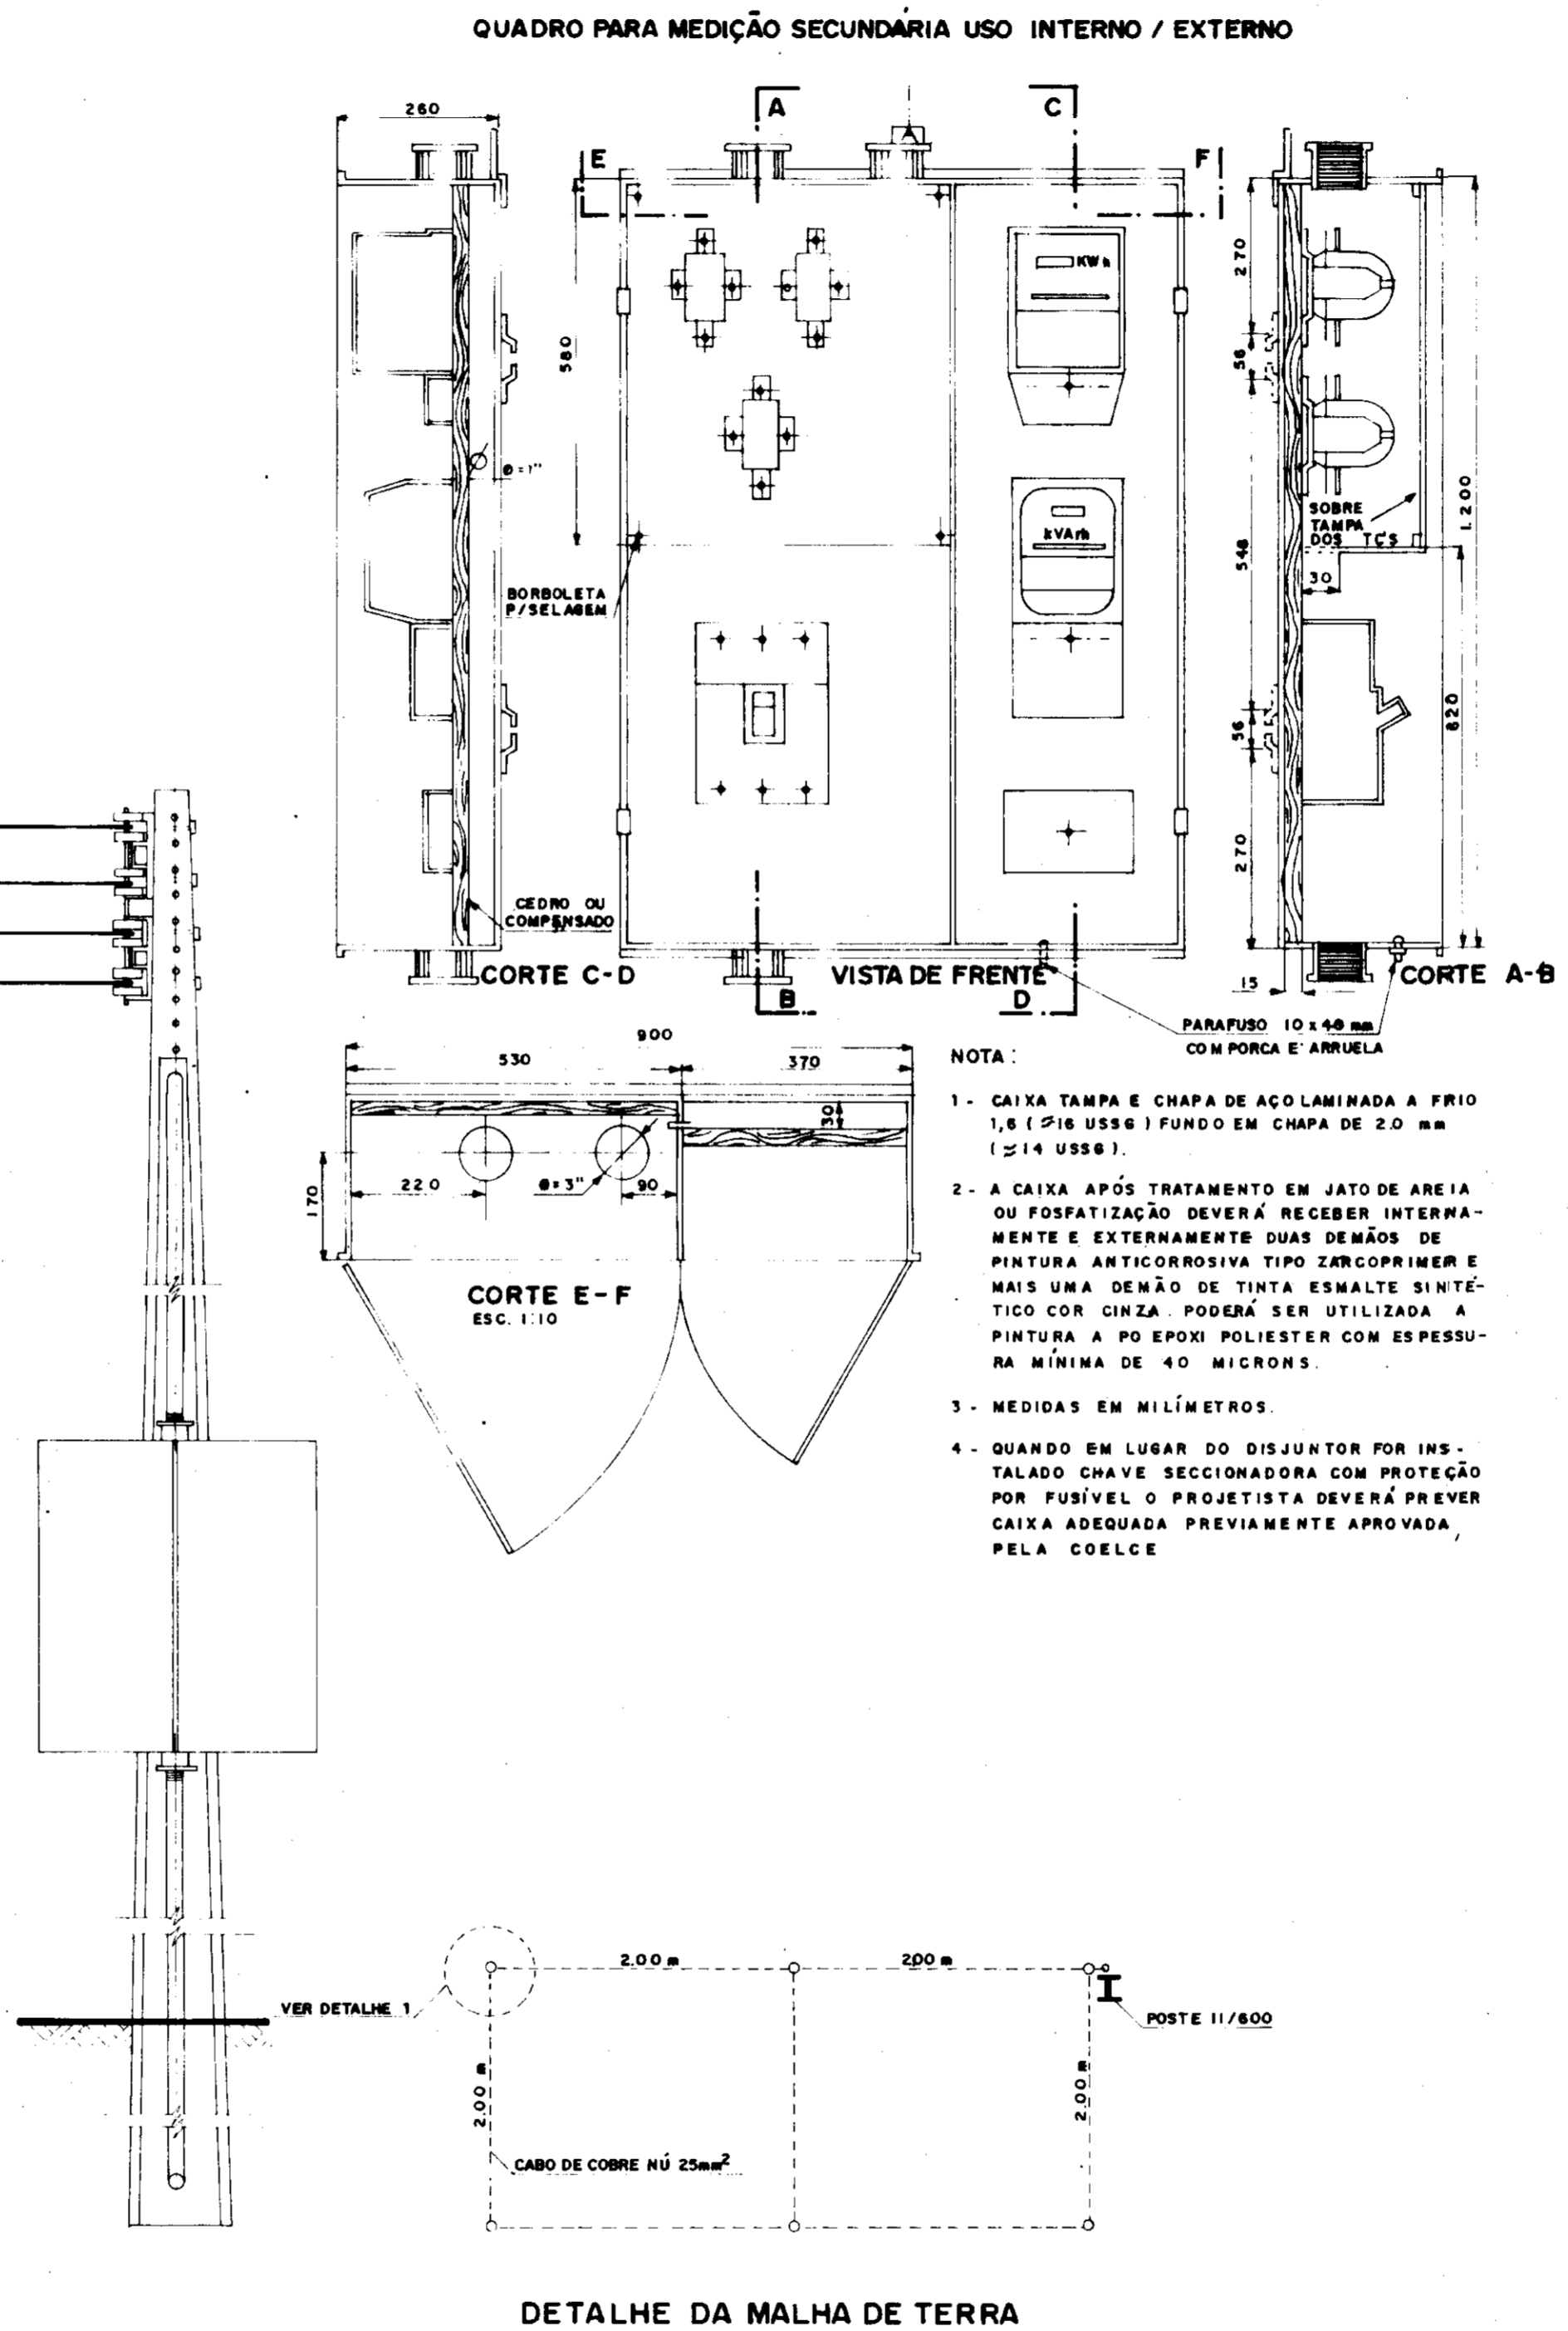 QUADRO PARA MEDIÇÃO SECUNDÁRIA USO INTERNO / EXTERNO
260
A
C
E
F
KWh
580
270
56
Ø=1"
kVArh
SOBRE
TAMPA
DOS TC'S
1.200
548
30
BORBOLETA
P/SELAGEM
820
56
270
CEDRO OU
COMPENSADO
CORTE C-D
VISTA DE FRENTE
CORTE A-B
B
D
15
PARAFUSO 10 x 40 mm
COM PORCA E ARRUELA
900
530
370
30
220
Ø=3"
90
170
CORTE E-F
ESC. 1:10
NOTA:
1 - CAIXA TAMPA E CHAPA DE AÇO LAMINADA A FRIO
1,6 ( ≅16 USSG ) FUNDO EM CHAPA DE 2.0 mm
( ≅14 USSG ).
2 - A CAIXA APÓS TRATAMENTO EM JATO DE AREIA
OU FOSFATIZAÇÃO DEVERÁ RECEBER INTERNA-
MENTE E EXTERNAMENTE DUAS DEMÃOS DE
PINTURA ANTICORROSIVA TIPO ZARCOPRIMER E
MAIS UMA DEMÃO DE TINTA ESMALTE SINITÉ-
TICO COR CINZA. PODERÁ SER UTILIZADA A
PINTURA A PO EPOXI POLIESTER COM ESPESSU-
RA MÍNIMA DE 40 MICRONS.
3 - MEDIDAS EM MILÍMETROS.
4 - QUANDO EM LUGAR DO DISJUNTOR FOR INS-
TALADO CHAVE SECCIONADORA COM PROTEÇÃO
POR FUSÍVEL O PROJETISTA DEVERÁ PREVER
CAIXA ADEQUADA PREVIAMENTE APROVADA,
PELA COELCE
2.00 m
2.00 m
VER DETALHE 1
POSTE 11/600
2.00 m
2.00 m
CABO DE COBRE NÚ 25mm²
DETALHE DA MALHA DE TERRA